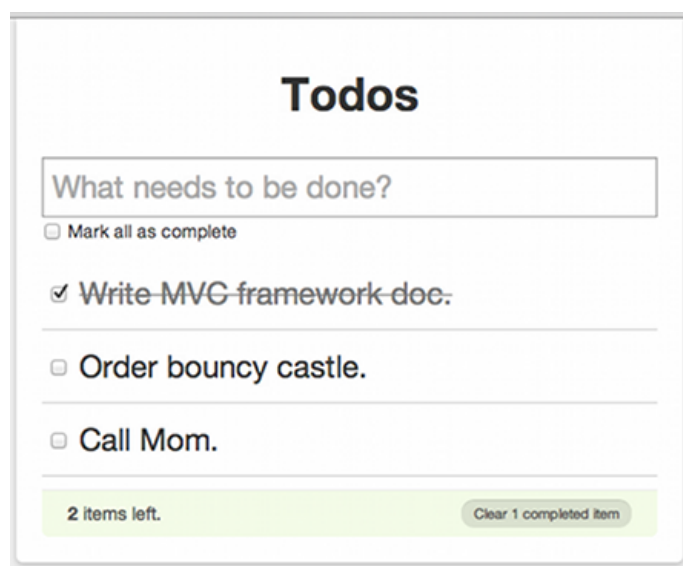 Todos
What needs to be done?
Mark all as complete
Write MVC framework doc.
Order bouncy castle.
Call Mom.
2 items left.
Clear 1 completed item